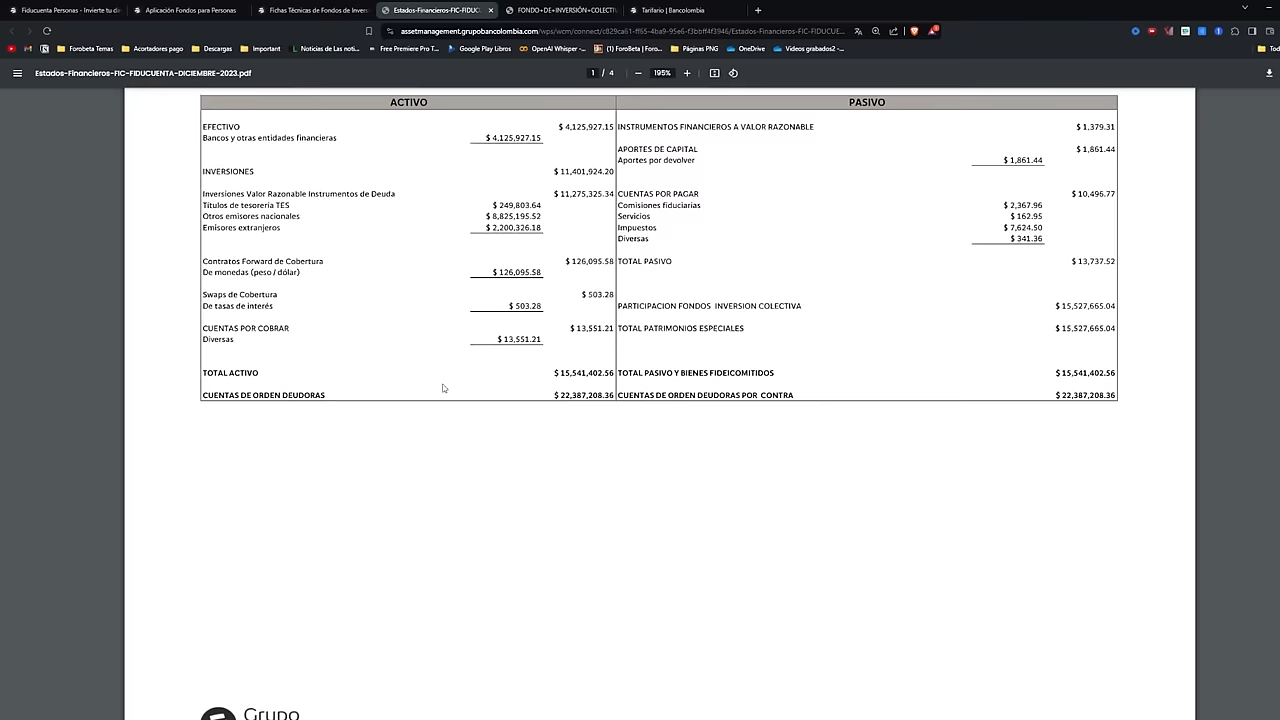 Fiducuenta Personas - Invierte tu di
Aplicación Fondos para Personas
Fichas Técnicas de Fondos de Invers
Estados-Financieros-FIC-FIDUCU
FONDO+DE+INVERSIÓN+COLECTI
Tarifario | Bancolombia
assetmanagement.grupobancolombia.com/wps/wcm/connect/c829ca61-ff65-4ba9-95e6-f3bbff4f3946/Estados-Financieros-FIC-FIDUCUE...
Forobeta Temas
Acortadores pago
Descargas
Important
Noticias de Las noti...
Free Premiere Pro T...
Google Play Libros
OpenAI Whisper -...
[ ForoBeta ] | Foro...
Páginas PNG
OneDrive
Videos grabados2 -...
Tod
Estados-Financieros-FIC-FIDUCUENTA-DICIEMBRE-2023.pdf
1 / 4
195%
ACTIVO PASIVO
EFECTIVO $ 4,125,927.15 INSTRUMENTOS FINANCIEROS A VALOR RAZONABLE $ 1,379.31
Bancos y otras entidades financieras $ 4,125,927.15
APORTES DE CAPITAL $ 1,861.44
Aportes por devolver $ 1,861.44
INVERSIONES $ 11,401,924.20
Inversiones Valor Razonable Instrumentos de Deuda $ 11,275,325.34 CUENTAS POR PAGAR $ 10,496.77
Títulos de tesorería TES $ 249,803.64 Comisiones fiduciarias $ 2,367.96
Otros emisores nacionales $ 8,825,195.52 Servicios $ 162.95
Emisores extranjeros $ 2,200,326.18 Impuestos $ 7,624.50
Diversas $ 341.36
Contratos Forward de Cobertura $ 126,095.58 TOTAL PASIVO $ 13,737.52
De monedas (peso / dólar) $ 126,095.58
Swaps de Cobertura $ 503.28
De tasas de interés $ 503.28 PARTICIPACION FONDOS INVERSION COLECTIVA $ 15,527,665.04
CUENTAS POR COBRAR $ 13,551.21 TOTAL PATRIMONIOS ESPECIALES $ 15,527,665.04
Diversas $ 13,551.21
TOTAL ACTIVO $ 15,541,402.56 TOTAL PASIVO Y BIENES FIDEICOMITIDOS $ 15,541,402.56
CUENTAS DE ORDEN DEUDORAS $ 22,387,208.36 CUENTAS DE ORDEN DEUDORAS POR CONTRA $ 22,387,208.36
Grupo